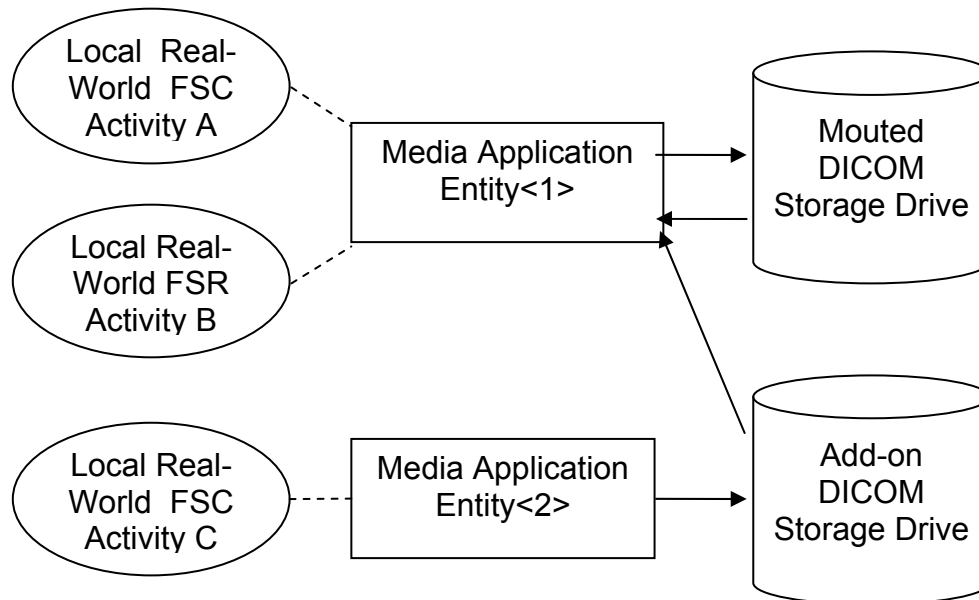 Local Real-
World FSC
Activity A
Media Application
Entity<1>
Mouted
DICOM
Storage Drive
Local Real-
World FSR
Activity B
Local Real-
World FSC
Activity C
Media Application
Entity<2>
Add-on
DICOM
Storage Drive